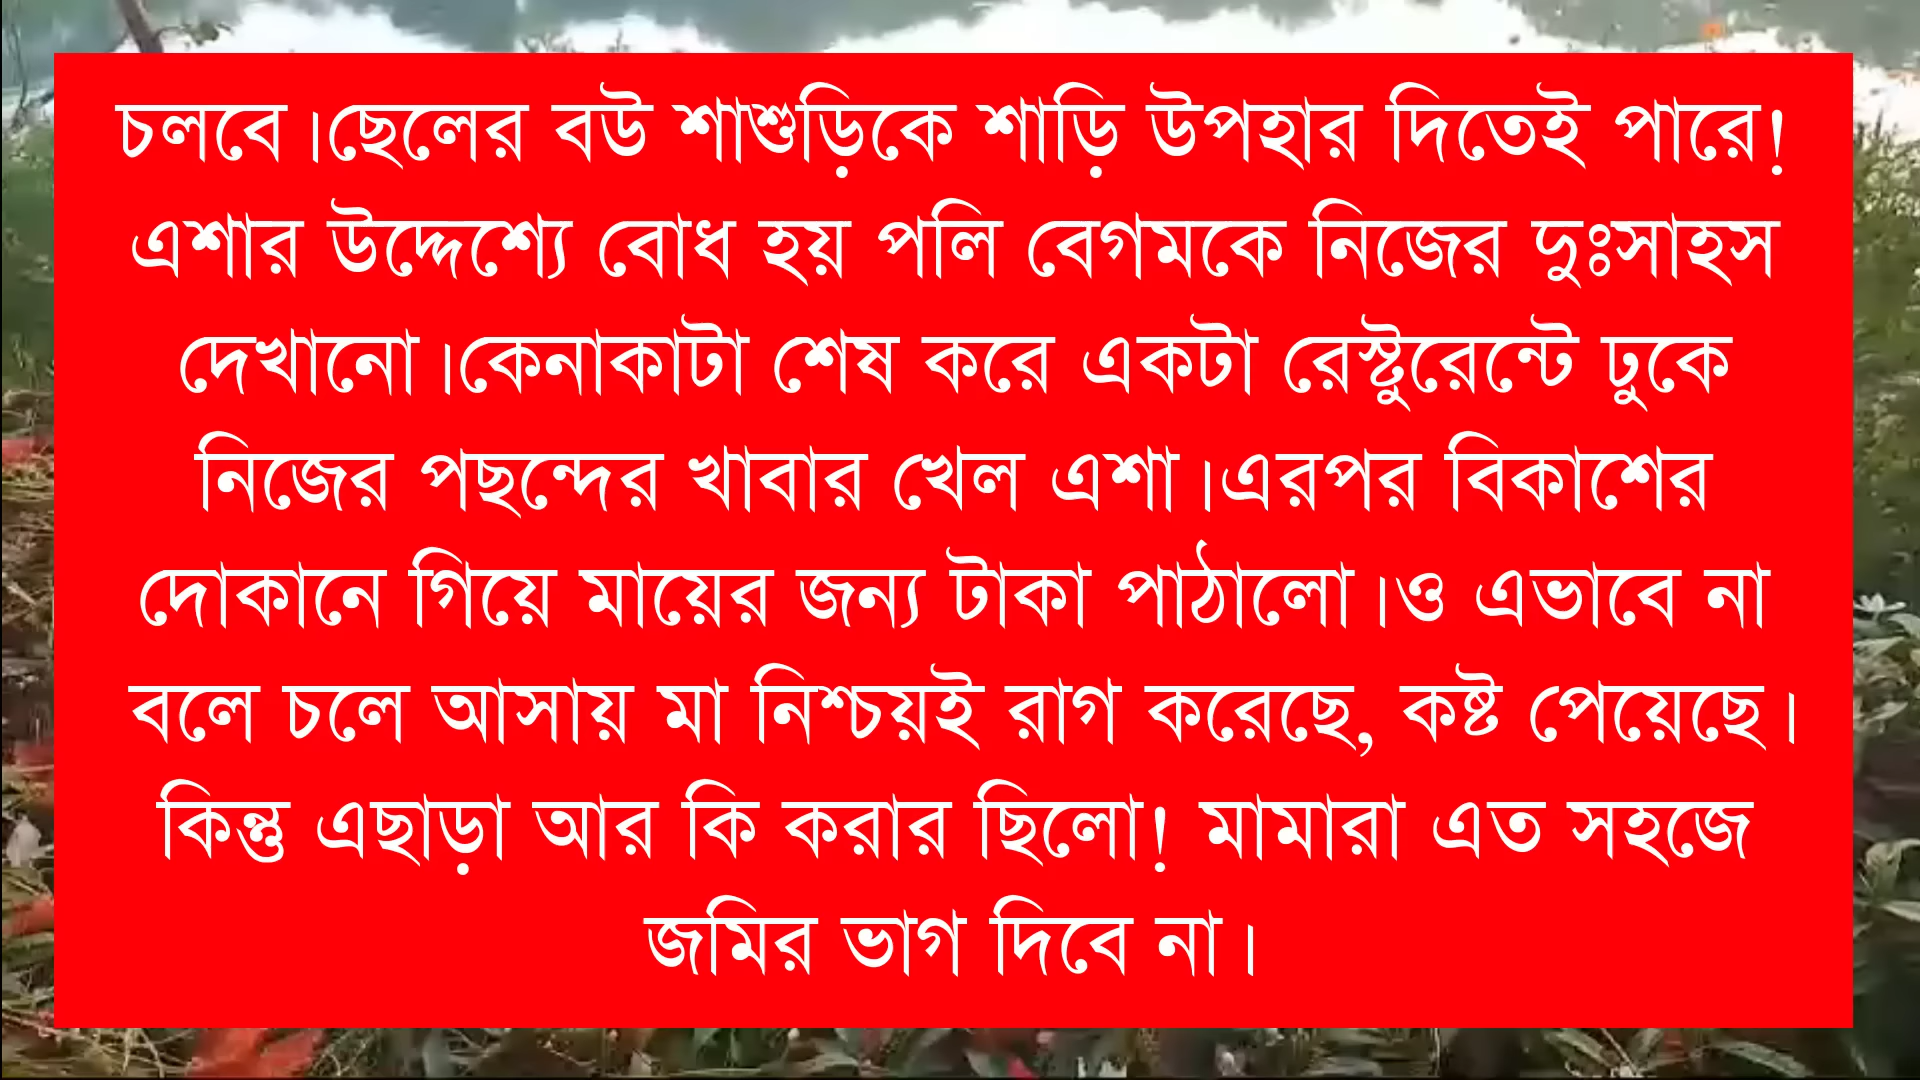 চলবে।ছেলের বউ শাশুড়িকে শাড়ি উপহার দিতেই পারে!
এশার উদ্দেশ্যে বোধ হয় পলি বেগমকে নিজের দুঃসাহস
দেখানো।কেনাকাটা শেষ করে একটা রেস্টুরেন্টে ঢুকে
নিজের পছন্দের খাবার খেল এশা।এরপর বিকাশের
দোকানে গিয়ে মায়ের জন্য টাকা পাঠালো।ও এভাবে না
বলে চলে আসায় মা নিশ্চয়ই রাগ করেছে, কষ্ট পেয়েছে।
কিন্তু এছাড়া আর কি করার ছিলো! মামারা এত সহজে
জমির ভাগ দিবে না।